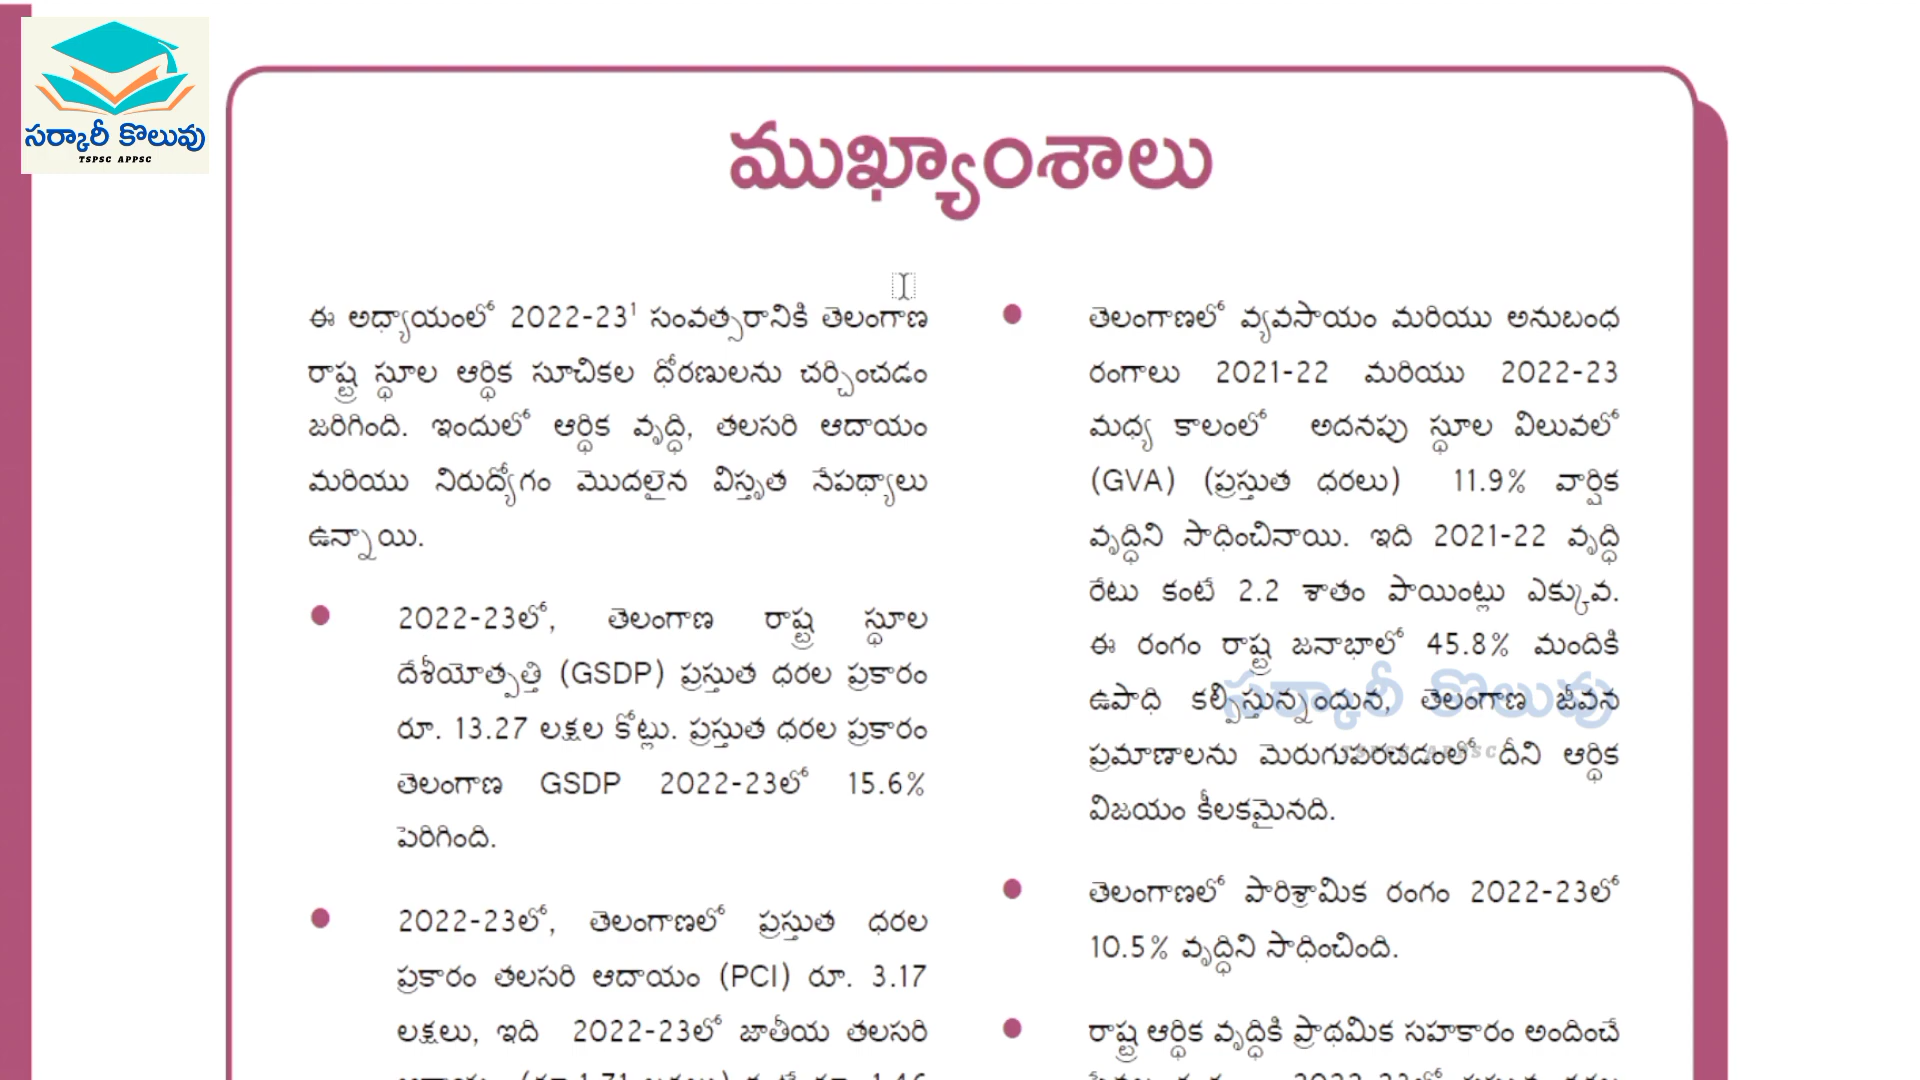 సర్కారీ కొలువు
TSPSC APPSC
ముఖ్యాంశాలు
ఈ అధ్యాయంలో 2022-23¹ సంవత్సరానికి తెలంగాణ
రాష్ట్ర స్థూల ఆర్థిక సూచికల ధోరణులను చర్చించడం
జరిగింది. ఇందులో ఆర్థిక వృద్ధి, తలసరి ఆదాయం
మరియు నిరుద్యోగం మొదలైన విస్తృత నేపథ్యాలు
ఉన్నాయి.
● 2022-23లో, తెలంగాణ రాష్ట్ర స్థూల
దేశీయోత్పత్తి (GSDP) ప్రస్తుత ధరల ప్రకారం
రూ. 13.27 లక్షల కోట్లు. ప్రస్తుత ధరల ప్రకారం
తెలంగాణ GSDP 2022-23లో 15.6%
పెరిగింది.
● 2022-23లో, తెలంగాణలో ప్రస్తుత ధరల
ప్రకారం తలసరి ఆదాయం (PCI) రూ. 3.17
లక్షలు, ఇది 2022-23లో జాతీయ తలసరి
● తెలంగాణలో వ్యవసాయం మరియు అనుబంధ
రంగాలు 2021-22 మరియు 2022-23
మధ్య కాలంలో అదనపు స్థూల విలువలో
(GVA) (ప్రస్తుత ధరలు) 11.9% వార్షిక
వృద్ధిని సాధించినాయి. ఇది 2021-22 వృద్ధి
రేటు కంటే 2.2 శాతం పాయింట్లు ఎక్కువ.
ఈ రంగం రాష్ట్ర జనాభాలో 45.8% మందికి
ఉపాధి కల్పిస్తున్నందున, తెలంగాణ జీవన
ప్రమాణాలను మెరుగుపరచడంలో దీని ఆర్థిక
విజయం కీలకమైనది.
సర్కారీ కొలువు
TSPSC APPSC
● తెలంగాణలో పారిశ్రామిక రంగం 2022-23లో
10.5% వృద్ధిని సాధించింది.
● రాష్ట్ర ఆర్థిక వృద్ధికి ప్రాథమిక సహకారం అందించే